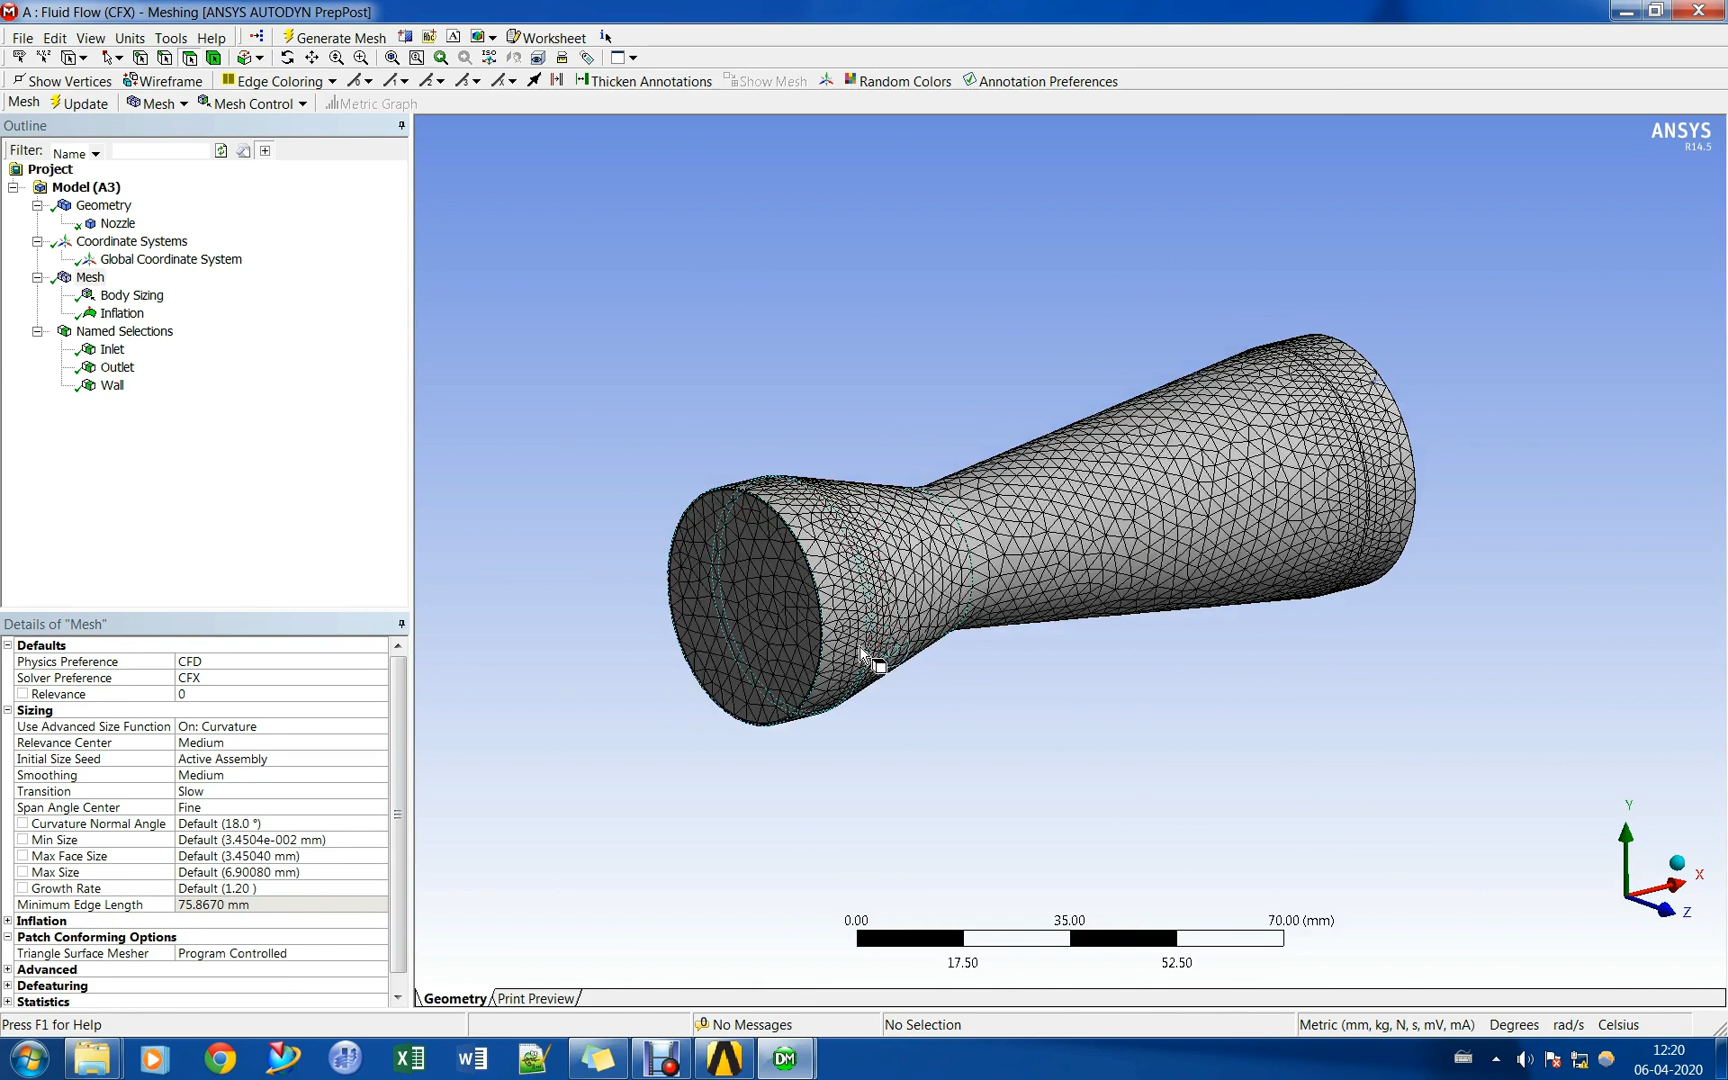 A : Fluid Flow (CFX) - Meshing [ANSYS AUTODYN PrepPost]
File Edit View Units Tools Help Generate Mesh Worksheet
Show Vertices Wireframe Edge Coloring Thicken Annotations Show Mesh Random Colors Annotation Preferences
Mesh Update Mesh Mesh Control Metric Graph
Outline
Filter: Name
Project
Model (A3)
Geometry
Nozzle
Coordinate Systems
Global Coordinate System
Mesh
Body Sizing
Inflation
Named Selections
Inlet
Outlet
Wall
Details of "Mesh"
Defaults
Physics Preference CFD
Solver Preference CFX
Relevance 0
Sizing
Use Advanced Size Function On: Curvature
Relevance Center Medium
Initial Size Seed Active Assembly
Smoothing Medium
Transition Slow
Span Angle Center Fine
Curvature Normal Angle Default (18.0 °)
Min Size Default (3.4504e-002 mm)
Max Face Size Default (3.45040 mm)
Max Size Default (6.90080 mm)
Growth Rate Default (1.20 )
Minimum Edge Length 75.8670 mm
Inflation
Patch Conforming Options
Triangle Surface Mesher Program Controlled
Advanced
Defeaturing
Statistics
ANSYS
R14.5
Y
X
Z
0.00 35.00 70.00 (mm)
17.50 52.50
Geometry Print Preview
Press F1 for Help No Messages No Selection Metric (mm, kg, N, s, mV, mA) Degrees rad/s Celsius
DM
12:20
06-04-2020